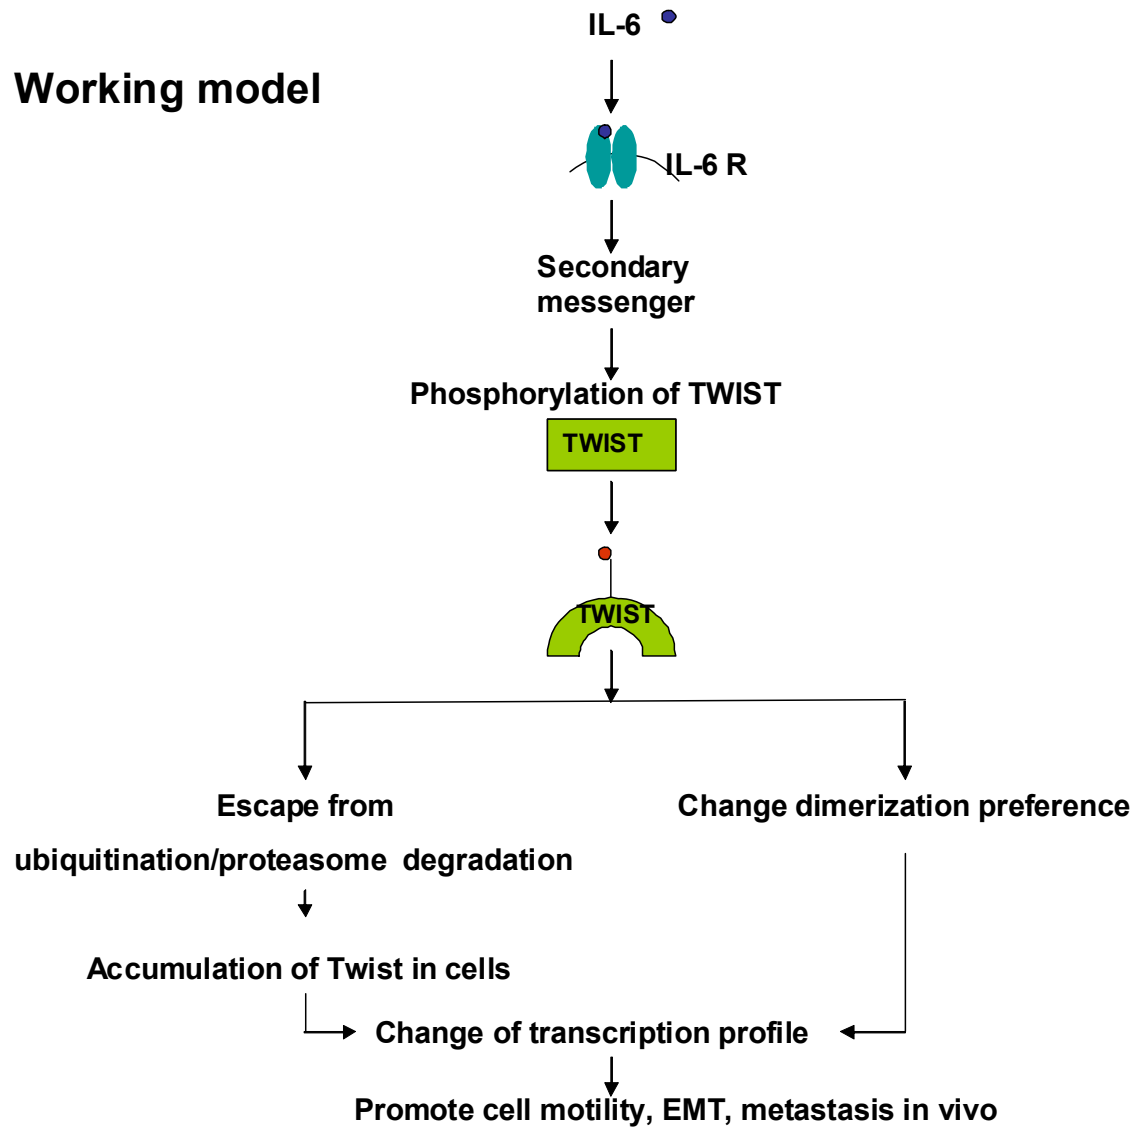 IL-6
Working model
IL-6 R
Secondary
messenger
Phosphorylation of TWIST
TWIST
TWIST
Escape from
ubiquitination/proteasome degradation
Change dimerization preference
Accumulation of Twist in cells
Change of transcription profile
Promote cell motility, EMT, metastasis in vivo